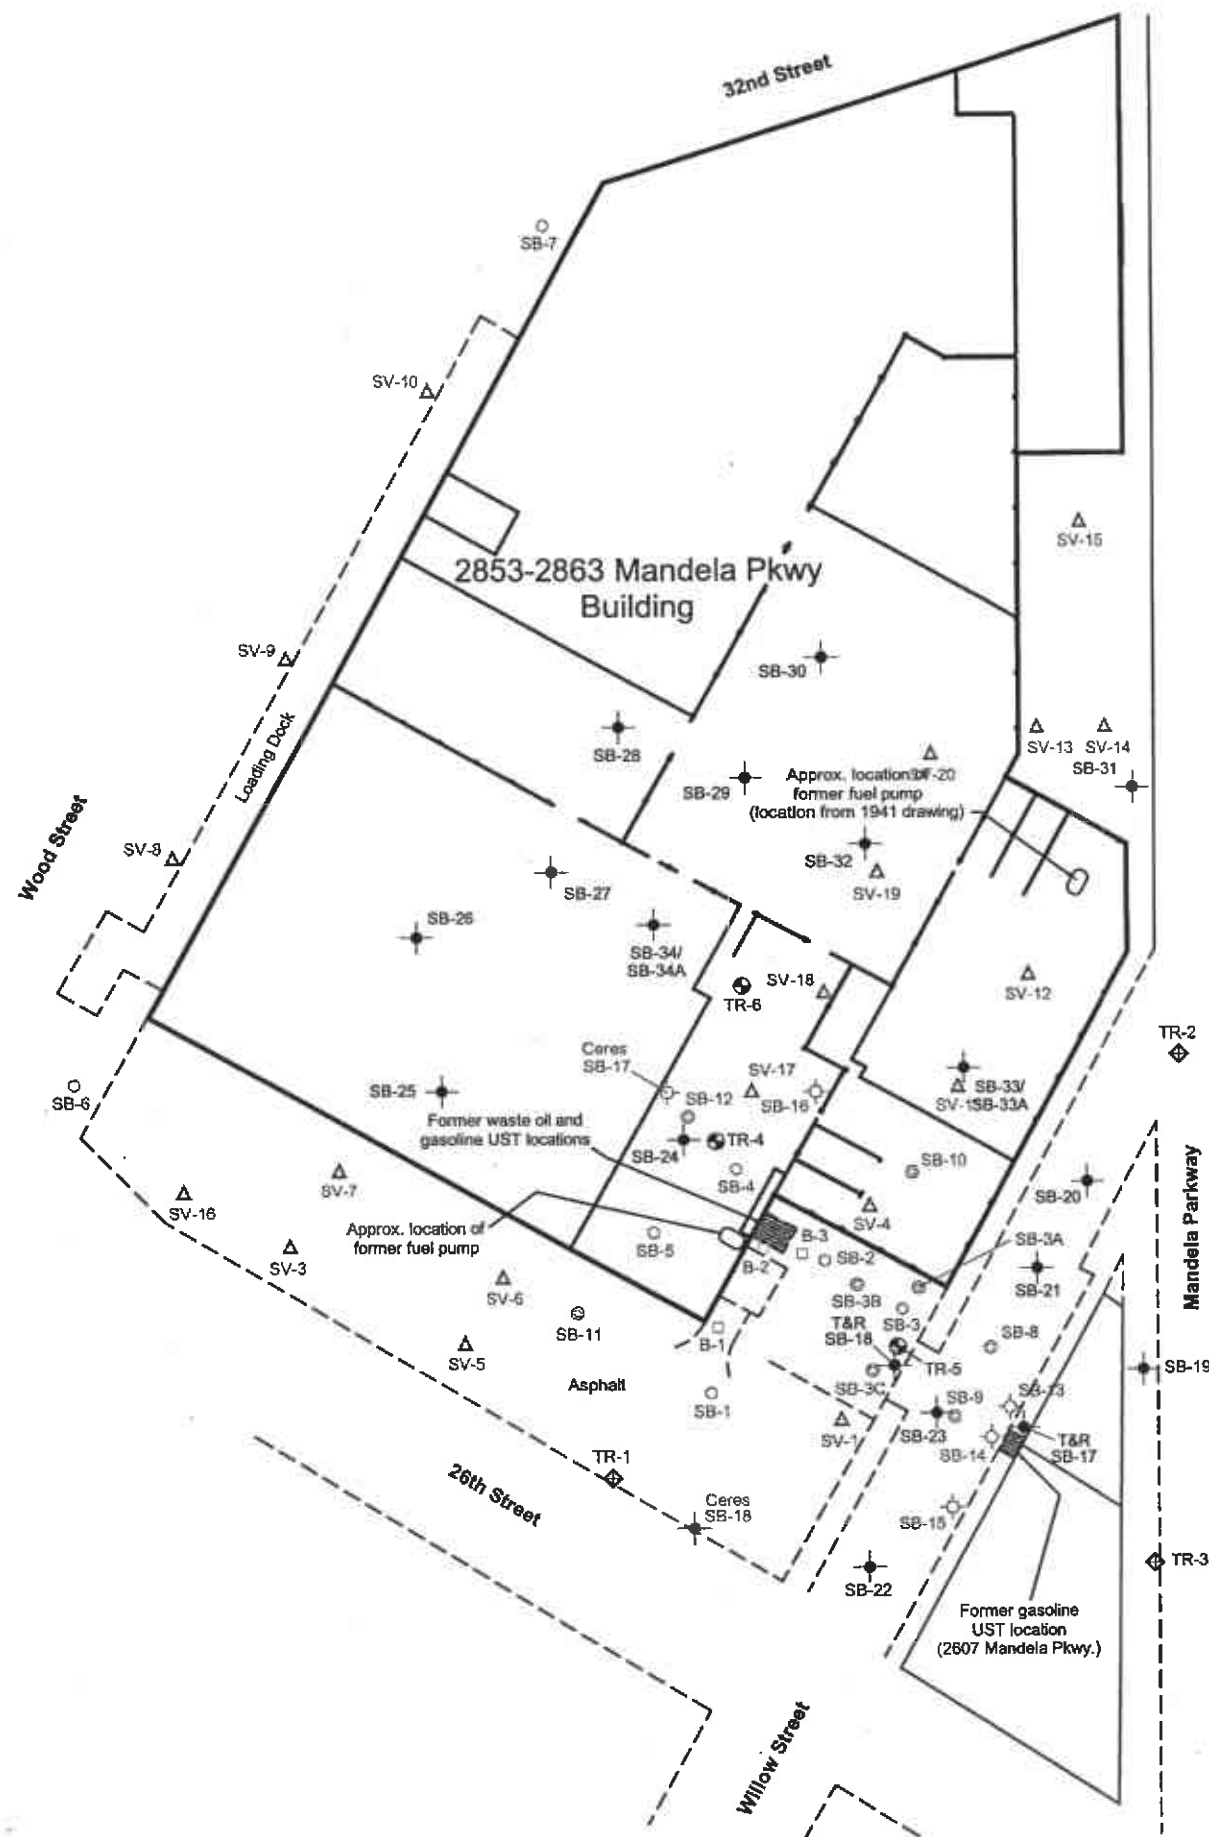 32nd Street
SB-7
SV-10
SV-15
2853-2863 Mandela Pkwy
Building
SV-9
SB-30
Loading Dock
SB-28
SV-13
SV-14
SB-31
SB-29
Approx. location of
SV-20
former fuel pump
(location from 1941 drawing)
Wood Street
SV-8
SB-32
SV-19
SB-27
SB-26
SB-34/
SB-34A
SV-18
SV-12
TR-6
TR-2
Ceres
SB-17
SV-17
SB-33/
SB-33A
SB-6
SB-25
SB-12
SB-16
Former waste oil and
gasoline UST locations
TR-4
SB-24
SB-10
SB-4
SB-20
SV-7
SV-16
SV-4
Mandela Parkway
Approx. location of
former fuel pump
B-3
SB-5
SB-3A
SV-3
B-2
SB-2
SB-21
SV-6
SB-3B
SB-11
SB-3
T&R
SB-18
B-1
SB-8
SV-5
TR-5
SB-19
Asphalt
SB-3C
SB-1
SB-9
SB-13
SV-1
SB-23
T&R
SB-17
SB-14
TR-1
26th Street
Ceres
SB-18
SB-15
TR-3
SB-22
Former gasoline
UST location
(2607 Mandela Pkwy.)
Willow Street